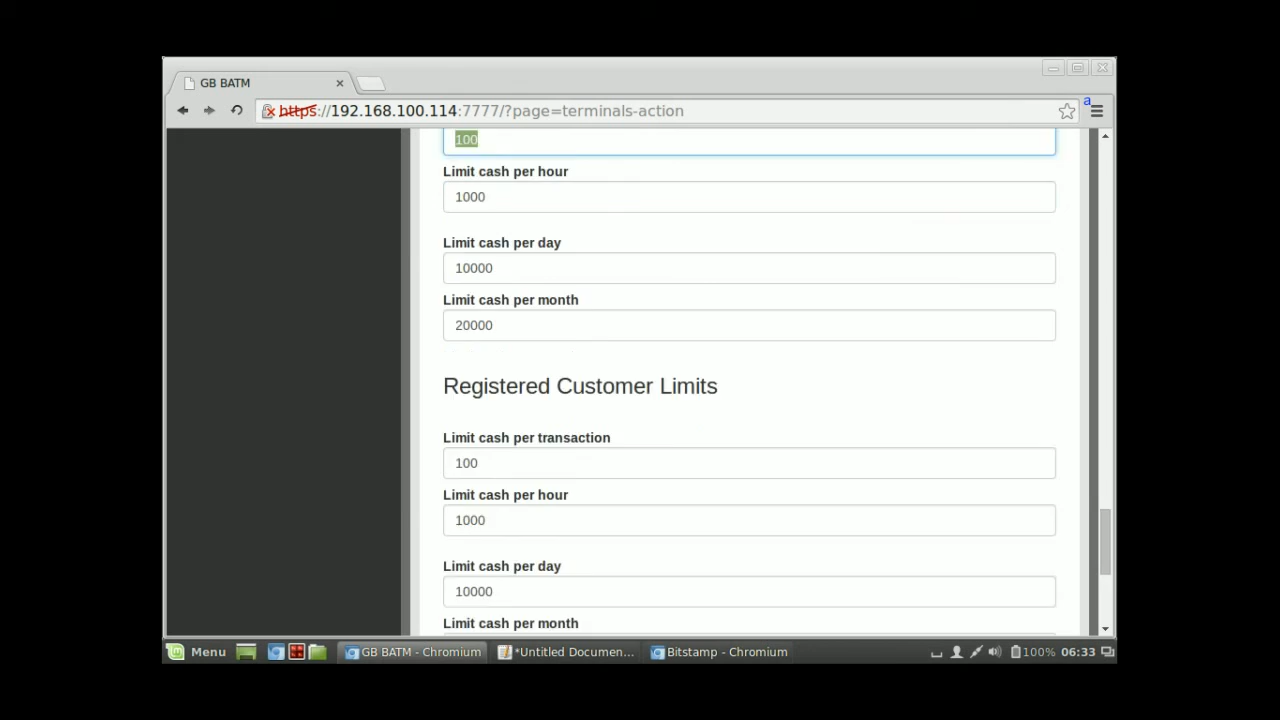 GB BATM
https://192.168.100.114:7777/?page=terminals-action
a
100
Limit cash per hour
1000
Limit cash per day
10000
Limit cash per month
20000
Registered Customer Limits
Limit cash per transaction
100
Limit cash per hour
1000
Limit cash per day
10000
Limit cash per month
Menu GB BATM - Chromium *Untitled Documen... Bitstamp - Chromium 100% 06:33